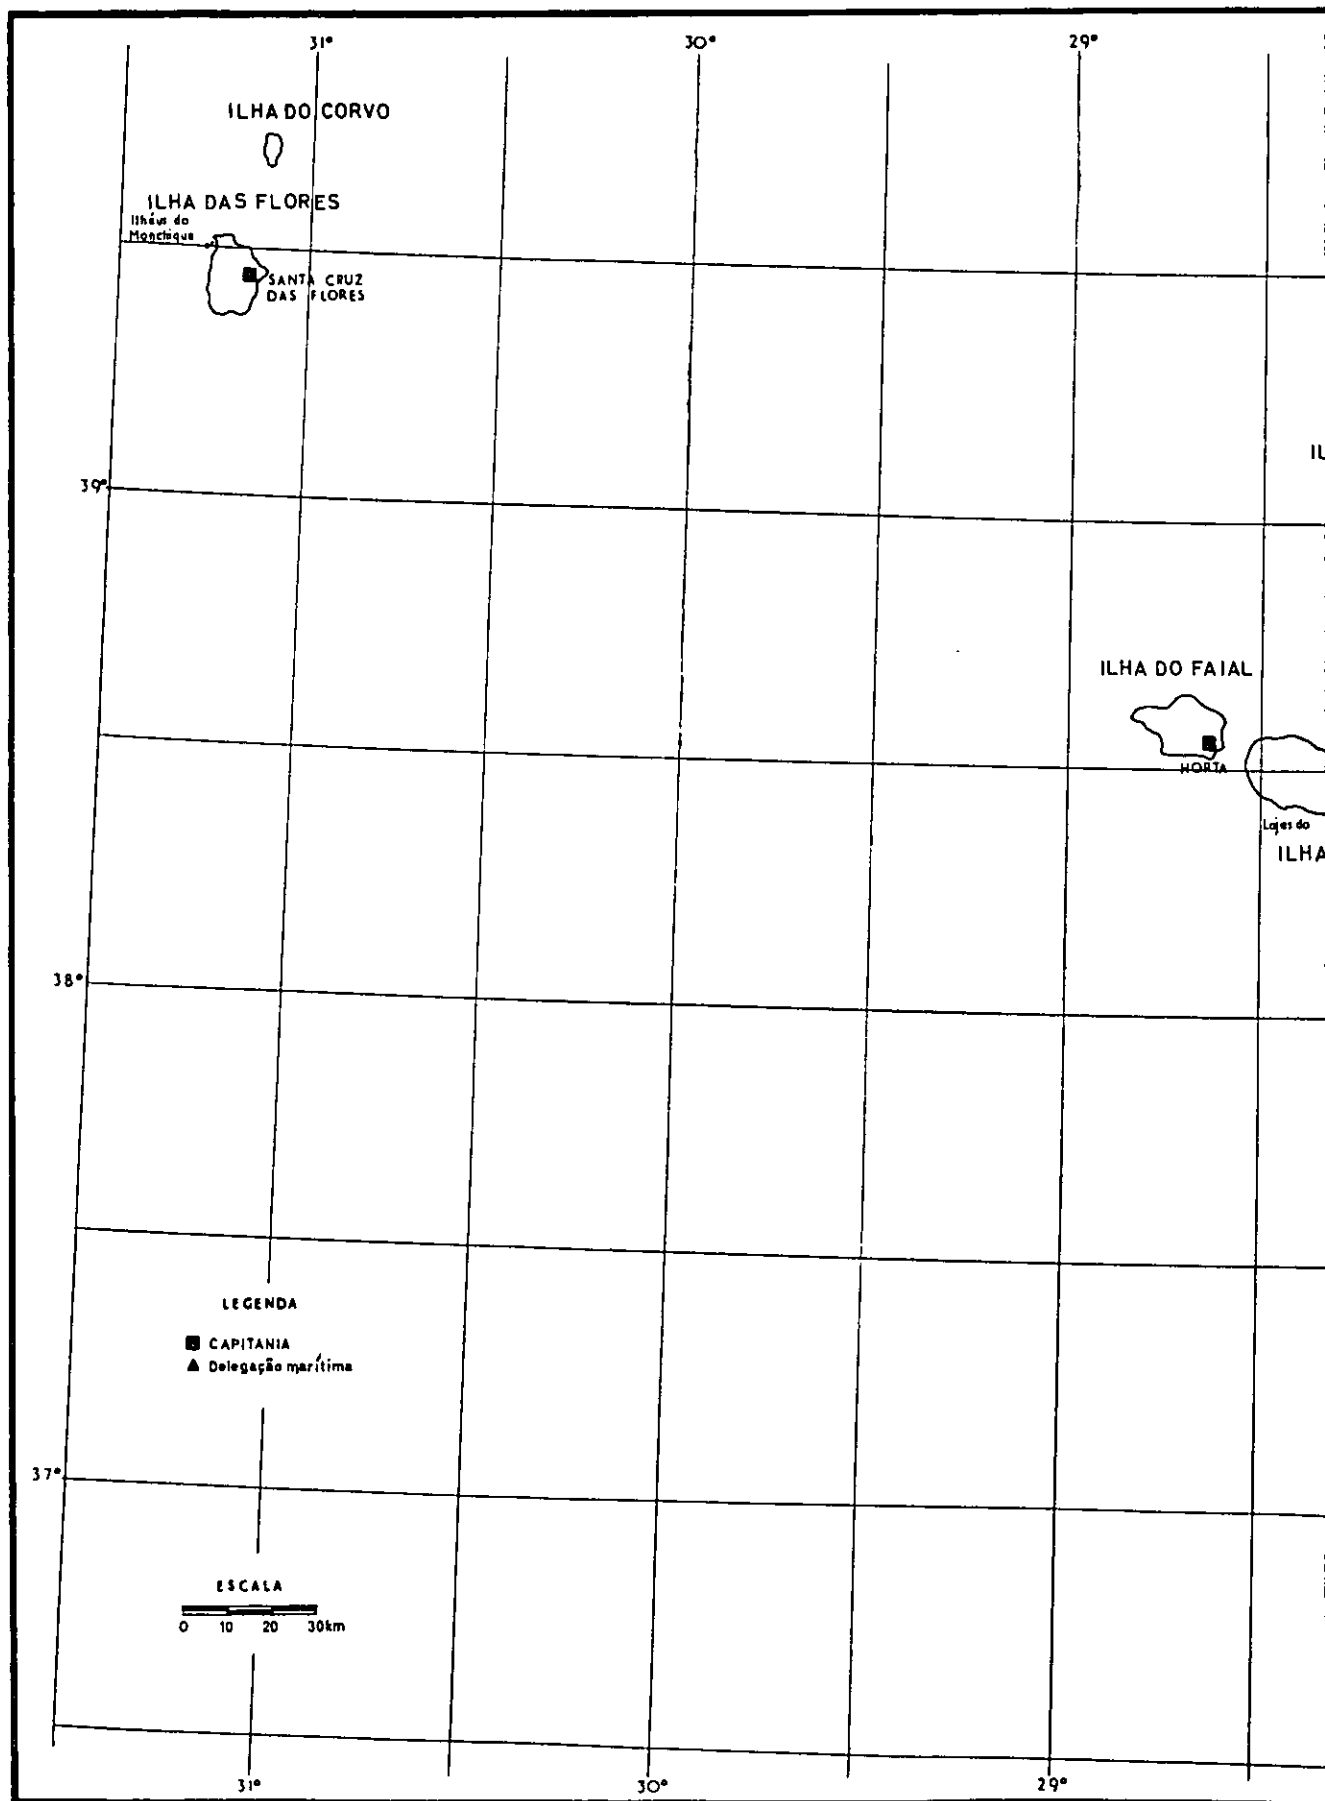 31°
30°
29°
ILHA DO CORVO
ILHA DAS FLORES
Ilhéus do
Monchique
SANTA CRUZ
DAS FLORES
IL
39°
ILHA DO FAIAL
HORTA
Lajes do
ILHA
38°
LEGENDA
CAPITANIA
Delegação marítima
37°
ESCALA
0 10 20 30km
31°
30°
29°